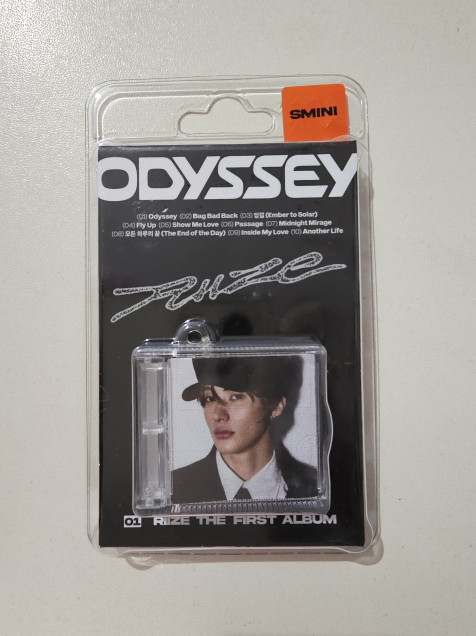 SMINI
ODYSSEY
(01) Odyssey (02) Bag Bad Back (03) 잉걸 (Ember to Solar)
(04) Fly Up (05) Show Me Love (06) Passage (07) Midnight Mirage
(08) 모든 하루의 끝 (The End of the Day) (09) Inside My Love (10) Another Life
RIIZE
01 RIIZE THE FIRST ALBUM